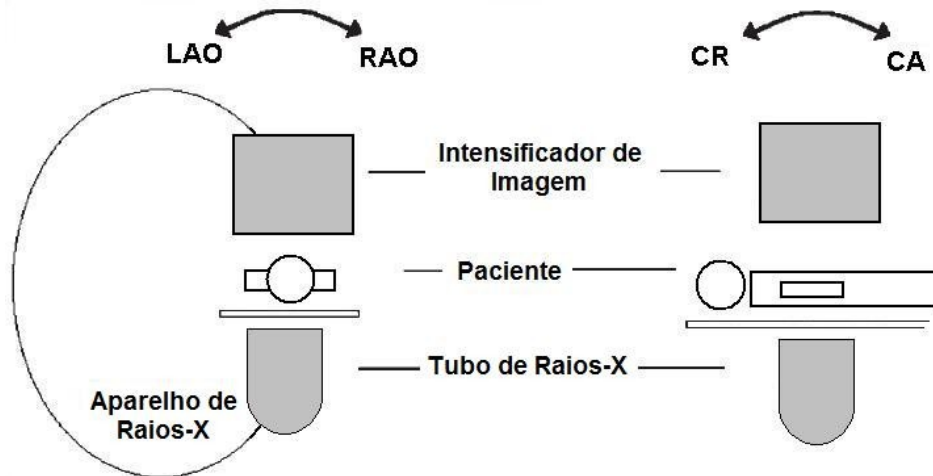 LAO
RAO
CR
CA
Intensificador de
Imagem
Paciente
Tubo de Raios-X
Aparelho de
Raios-X